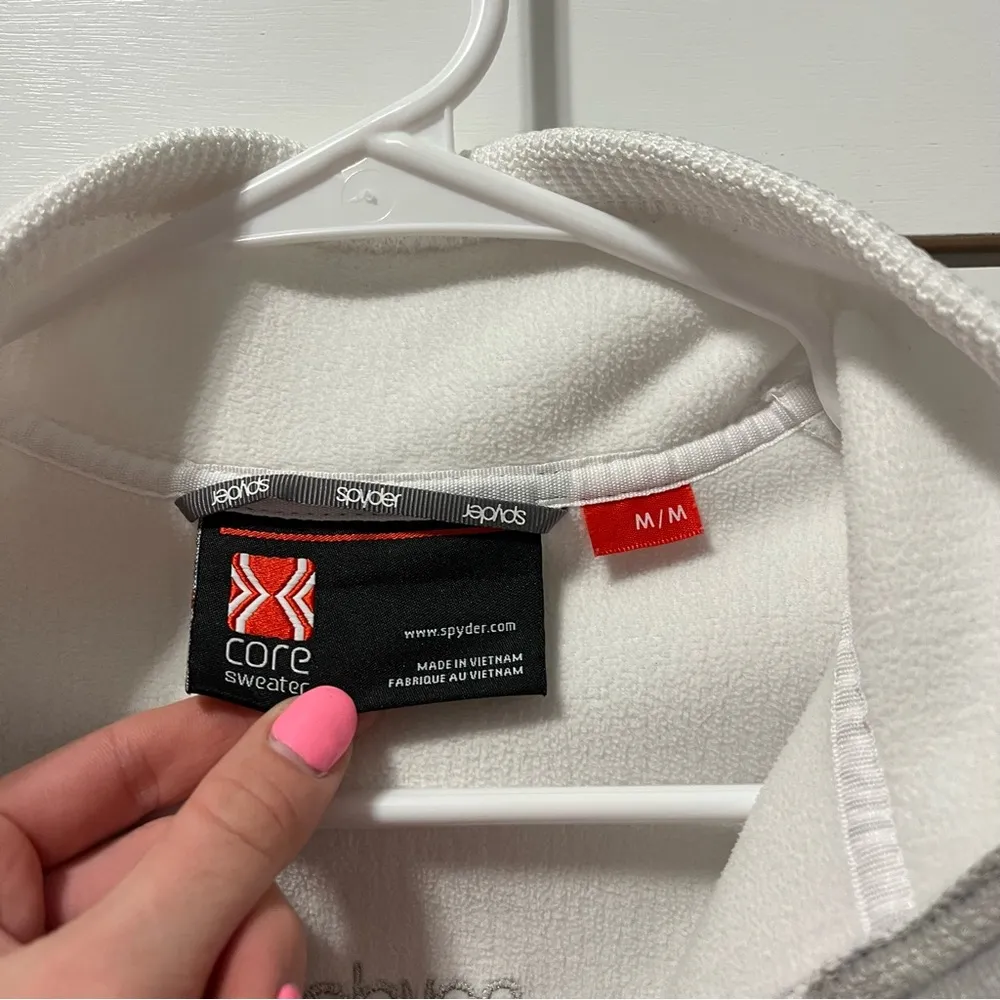 spyder spyder spyder
M/M
core
sweater
www.spyder.com
MADE IN VIETNAM
FABRIQUE AU VIETNAM